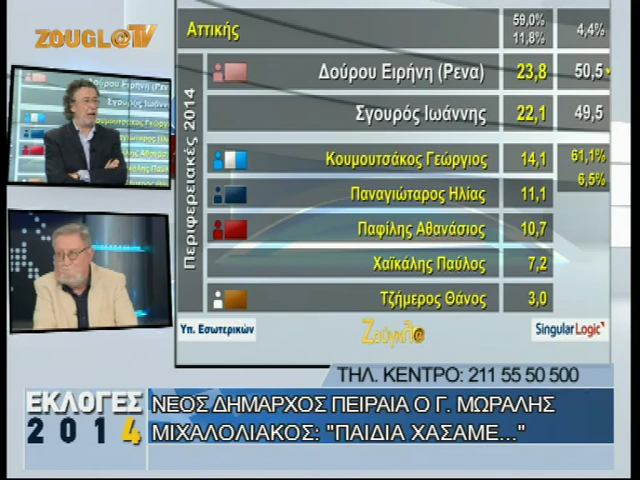 ZOUGL@TV
Αττικής 59,0% 11,8% 4,4%
Περιφερειακές 2014
Δούρου Ειρήνη (Ρενα) 23,8 50,5
Σγουρός Ιωάννης 22,1 49,5
Κουμουτσάκος Γεώργιος 14,1 61,1%
6,5%
Παναγιώταρος Ηλίας 11,1
Παφίλης Αθανάσιος 10,7
Χαϊκάλης Παύλος 7,2
Τζήμερος Θάνος 3,0
Υπ. Εσωτερικών Ζούγκλ@ SingularLogic
ΤΗΛ. ΚΕΝΤΡΟ: 211 55 50 500
ΕΚΛΟΓΕΣ
2014
ΝΕΟΣ ΔΗΜΑΡΧΟΣ ΠΕΙΡΑΙΑ Ο Γ. ΜΩΡΑΛΗΣ
ΜΙΧΑΛΟΛΙΑΚΟΣ: "ΠΑΙΔΙΑ ΧΑΣΑΜΕ..."